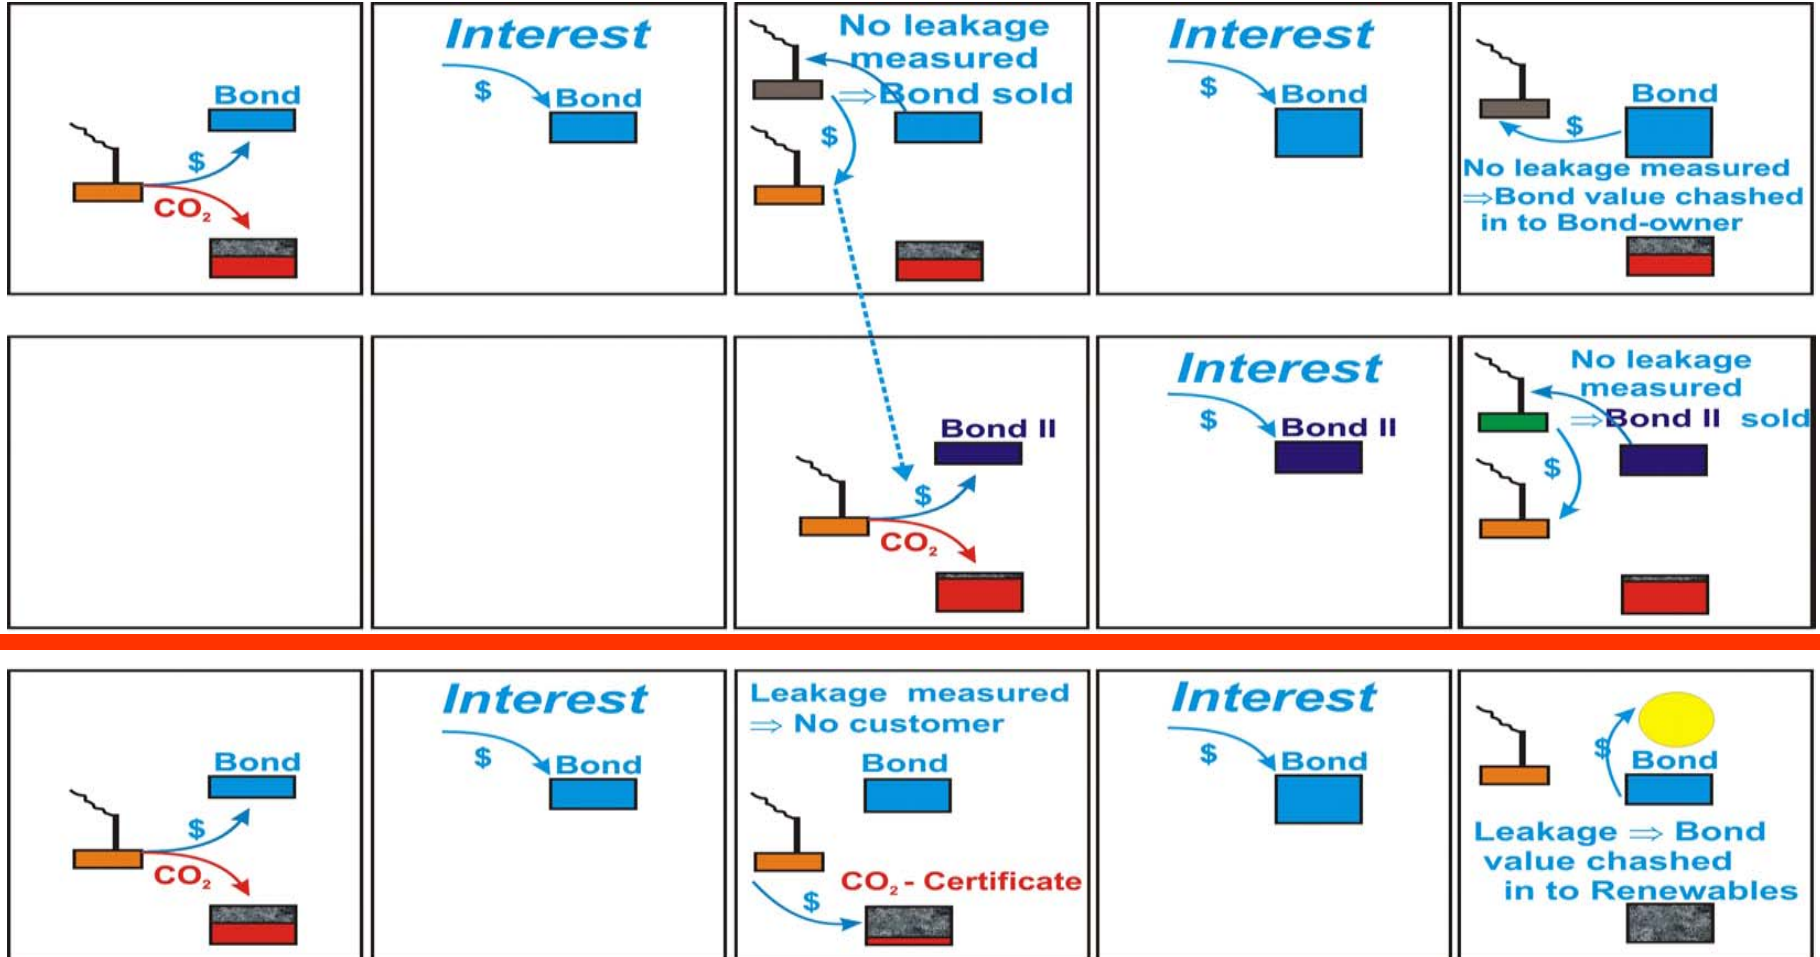 Bond
$
CO₂
Interest
$
Bond
No leakage
measured
⇒Bond sold
$
Interest
$
Bond
Bond
$
No leakage measured
⇒Bond value chashed
in to Bond-owner
Bond II
$
CO₂
Interest
$
Bond II
No leakage
measured
⇒Bond II sold
$
Bond
$
CO₂
Interest
$
Bond
Leakage measured
⇒ No customer
Bond
CO₂ - Certificate
$
Interest
$
Bond
$
Bond
Leakage ⇒ Bond
value chashed
in to Renewables